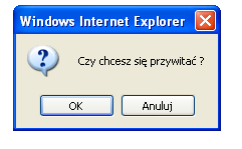 Windows Internet Explorer
Czy chcesz się przywitać ?
OK
Anuluj